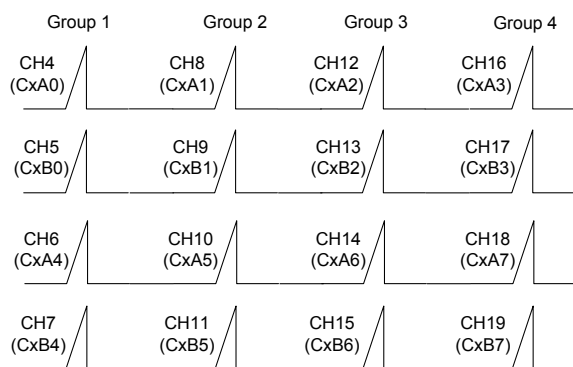 Group 1 Group 2 Group 3 Group 4
CH4 CH8 CH12 CH16
(CxA0) (CxA1) (CxA2) (CxA3)
CH5 CH9 CH13 CH17
(CxB0) (CxB1) (CxB2) (CxB3)
CH6 CH10 CH14 CH18
(CxA4) (CxA5) (CxA6) (CxA7)
CH7 CH11 CH15 CH19
(CxB4) (CxB5) (CxB6) (CxB7)